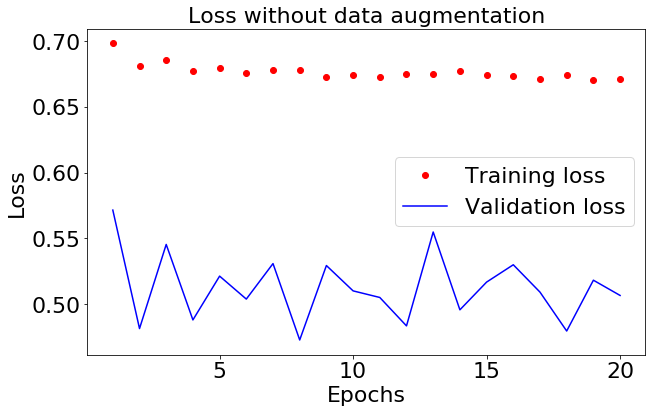 Loss without data augmentation
0.70
0.65
0.60
0.55
0.50
Loss
Training loss
Validation loss
5 10 15 20
Epochs